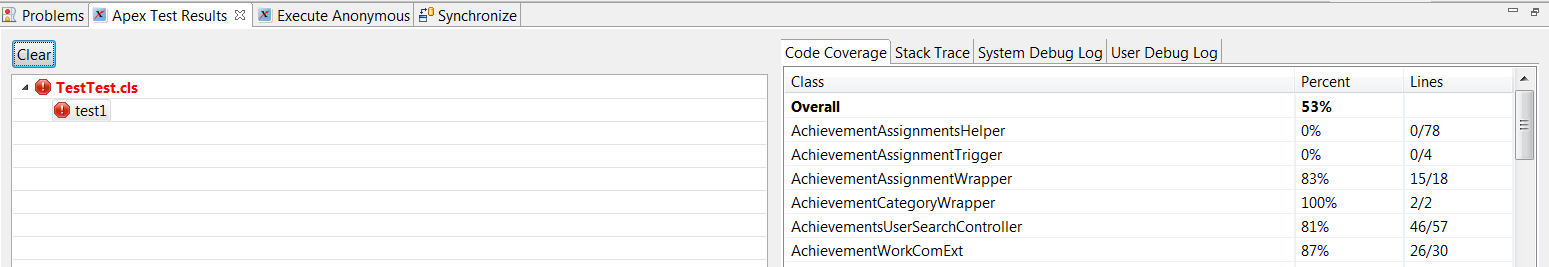 Problems Apex Test Results Execute Anonymous Synchronize
Clear
TestTest.cls
test1
Code Coverage Stack Trace System Debug Log User Debug Log
Class Percent Lines
Overall 53%
AchievementAssignmentsHelper 0% 0/78
AchievementAssignmentTrigger 0% 0/4
AchievementAssignmentWrapper 83% 15/18
AchievementCategoryWrapper 100% 2/2
AchievementsUserSearchController 81% 46/57
AchievementWorkComExt 87% 26/30